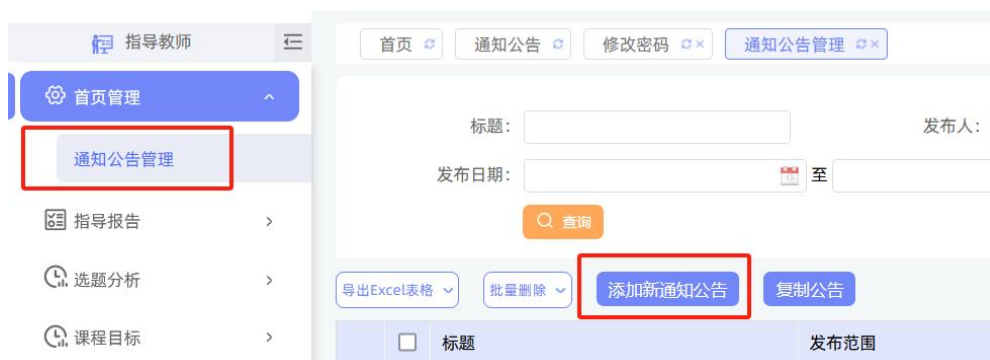 指导教师
首页 通知公告 修改密码 通知公告管理
首页管理
通知公告管理
指导报告
选题分析
课程目标
标题:
发布人:
发布日期:
至
查询
导出Excel表格 批量删除 添加新通知公告 复制公告
标题 发布范围